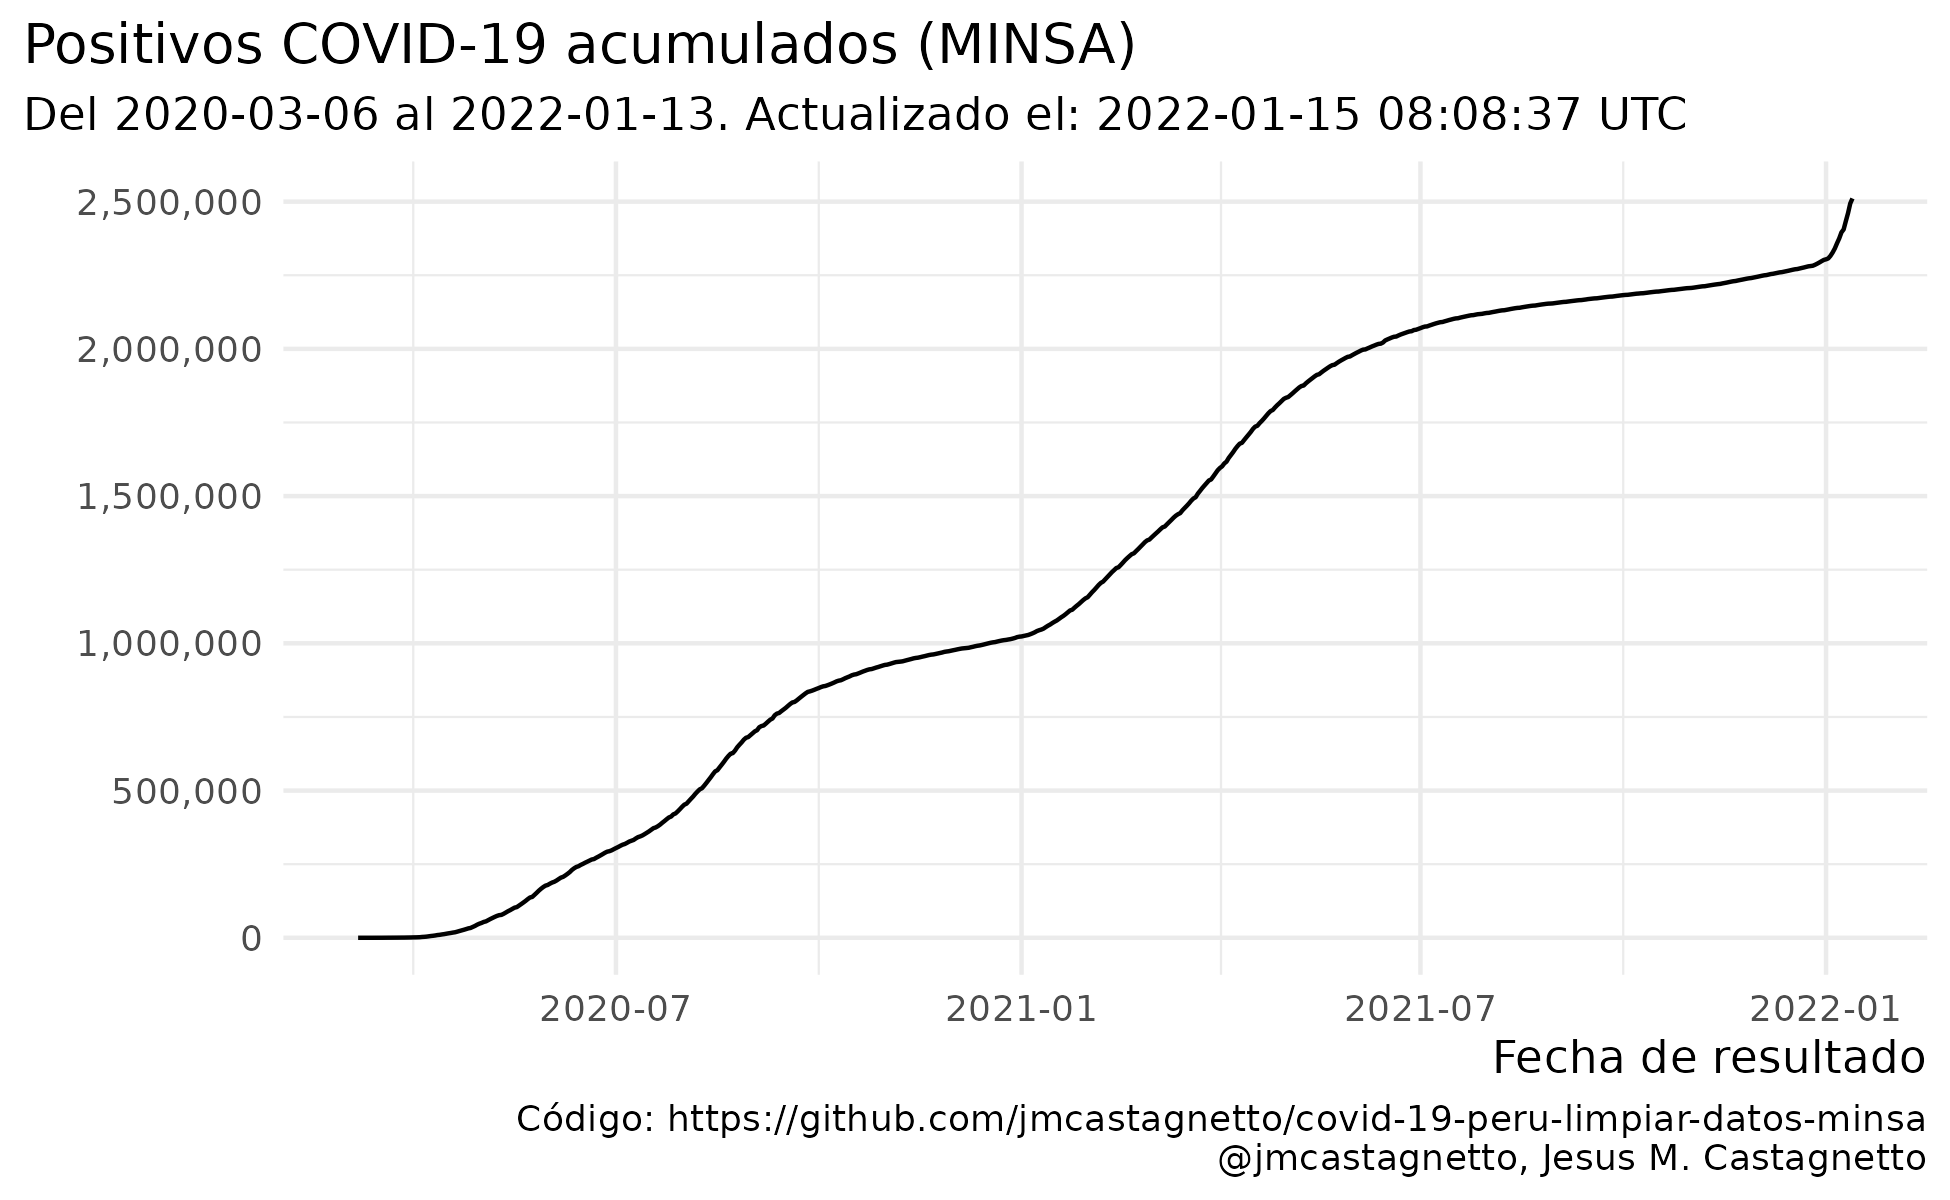 Positivos COVID-19 acumulados (MINSA)
Del 2020-03-06 al 2022-01-13. Actualizado el: 2022-01-15 08:08:37 UTC
2,500,000
2,000,000
1,500,000
1,000,000
500,000
0
2020-07 2021-01 2021-07 2022-01
Fecha de resultado
Código: https://github.com/jmcastagnetto/covid-19-peru-limpiar-datos-minsa
@jmcastagnetto, Jesus M. Castagnetto